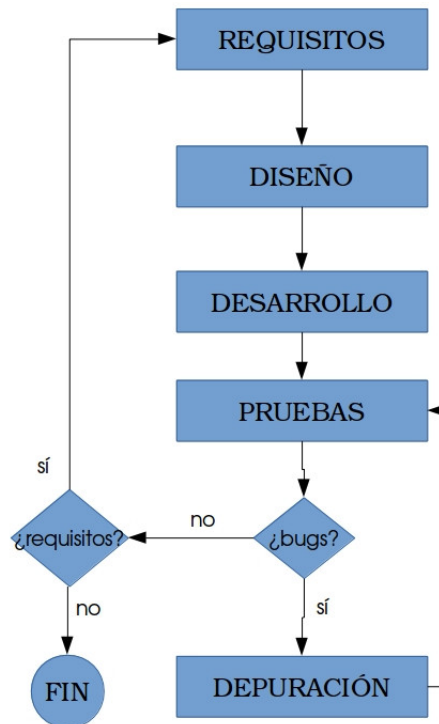 REQUISITOS
DISEÑO
DESARROLLO
PRUEBAS
sí
no
¿requisitos?
¿bugs?
no
sí
FIN
DEPURACIÓN